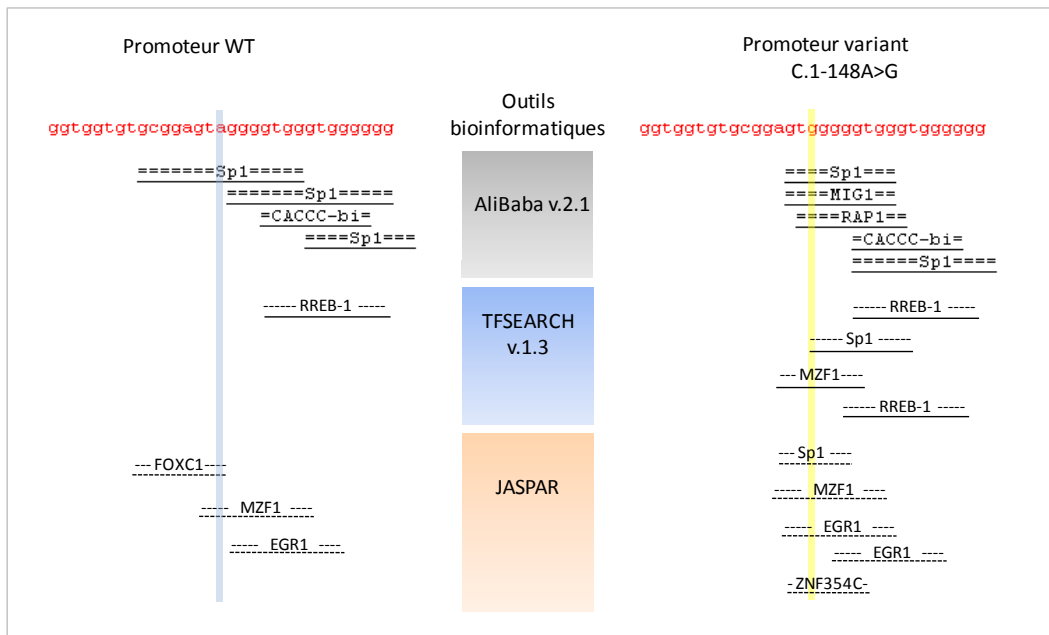 Promoteur WT
Promoteur variant
C.1-148A>G
Outils
bioinformatiques
ggtggtgtgcggagtaggggtgggtgggggg
ggtggtgtgcggagtgggggtgggtgggggg
AliBaba v.2.1
=======Sp1=====
=======Sp1=====
=CACCC-bi=
====Sp1===
====Sp1===
====MIG1==
====RAP1==
=CACCC-bi=
======Sp1====
TFSEARCH
v.1.3
------ RREB-1 -----
------ RREB-1 -----
------ Sp1 ------
--- MZF1----
------ RREB-1 -----
JASPAR
--- FOXC1----
----- MZF1 ----
----- EGR1 ----
--- Sp1 ----
----- MZF1 ----
----- EGR1 ----
----- EGR1 ----
- ZNF354C-